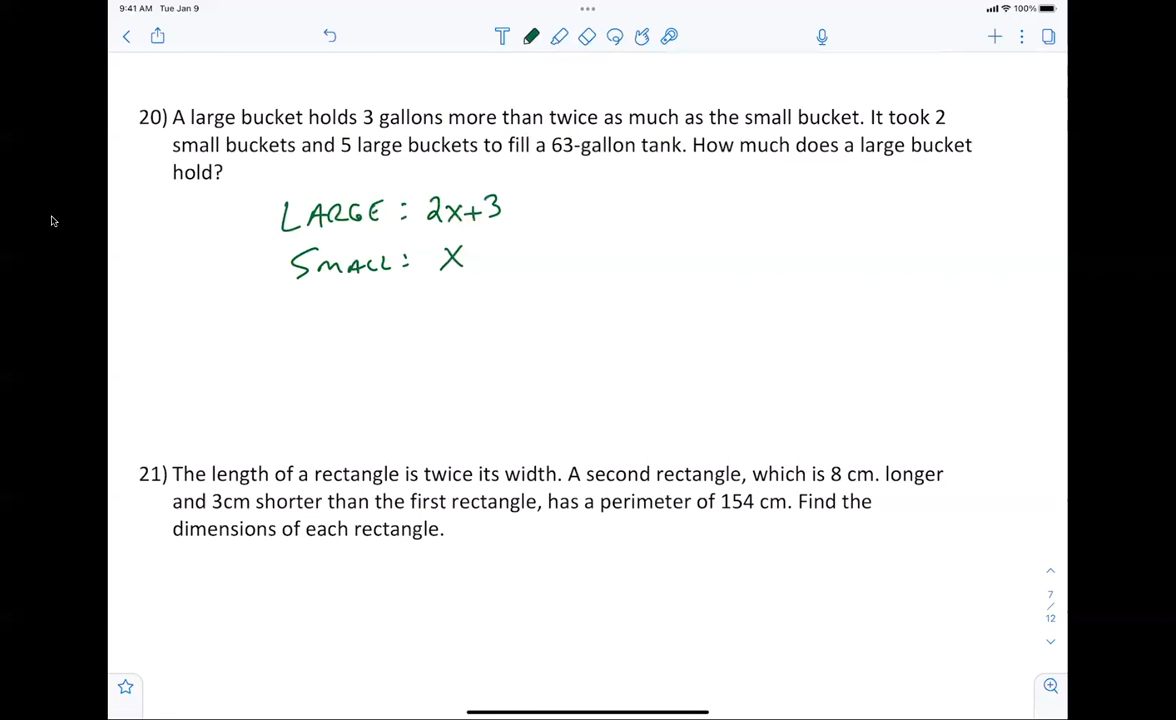 9:41 AM Tue Jan 9
100%
20) A large bucket holds 3 gallons more than twice as much as the small bucket. It took 2
small buckets and 5 large buckets to fill a 63-gallon tank. How much does a large bucket
hold?
LARGE: 2x+3
SMALL: X
21) The length of a rectangle is twice its width. A second rectangle, which is 8 cm. longer
and 3cm shorter than the first rectangle, has a perimeter of 154 cm. Find the
dimensions of each rectangle.
7
/
12